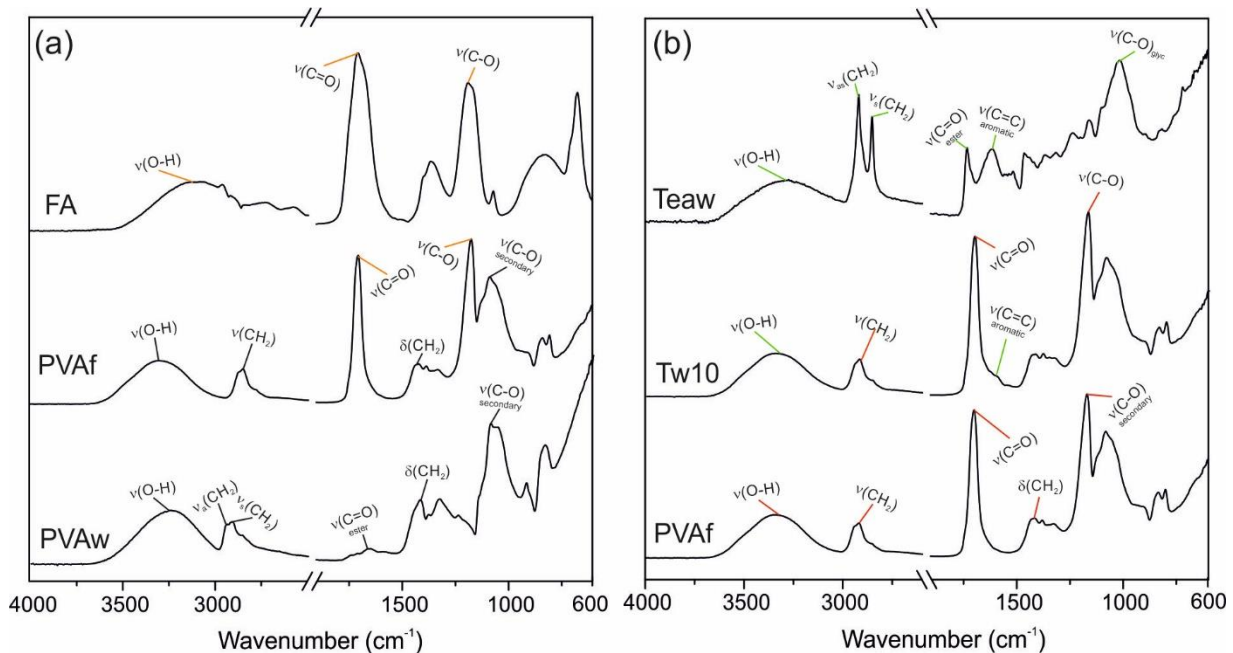 (a)
ν(C=O)
ν(C-O)
ν(O-H)
FA
ν(C-O)
ν(C-O)
secondary
ν(C=O)
ν(O-H)
ν(CH₂)
δ(CH₂)
PVAf
ν(C-O)
secondary
ν(O-H)
νₐ(CH₂)
νₛ(CH₂)
δ(CH₂)
ν(C=O)
ester
PVAw
4000 3500 3000 1500 1000 600
Wavenumber (cm⁻¹)
(b)
ν(C-O)glyc
νₐₛ(CH₂)
νₛ(CH₂)
ν(C=O)
ester
ν(C=C)
aromatic
ν(O-H)
Teaw
ν(C-O)
ν(C=O)
ν(O-H)
ν(CH₂)
ν(C=C)
aromatic
Tw10
ν(C-O)
secondary
ν(C=O)
ν(O-H)
ν(CH₂)
δ(CH₂)
PVAf
4000 3500 3000 1500 1000 600
Wavenumber (cm⁻¹)